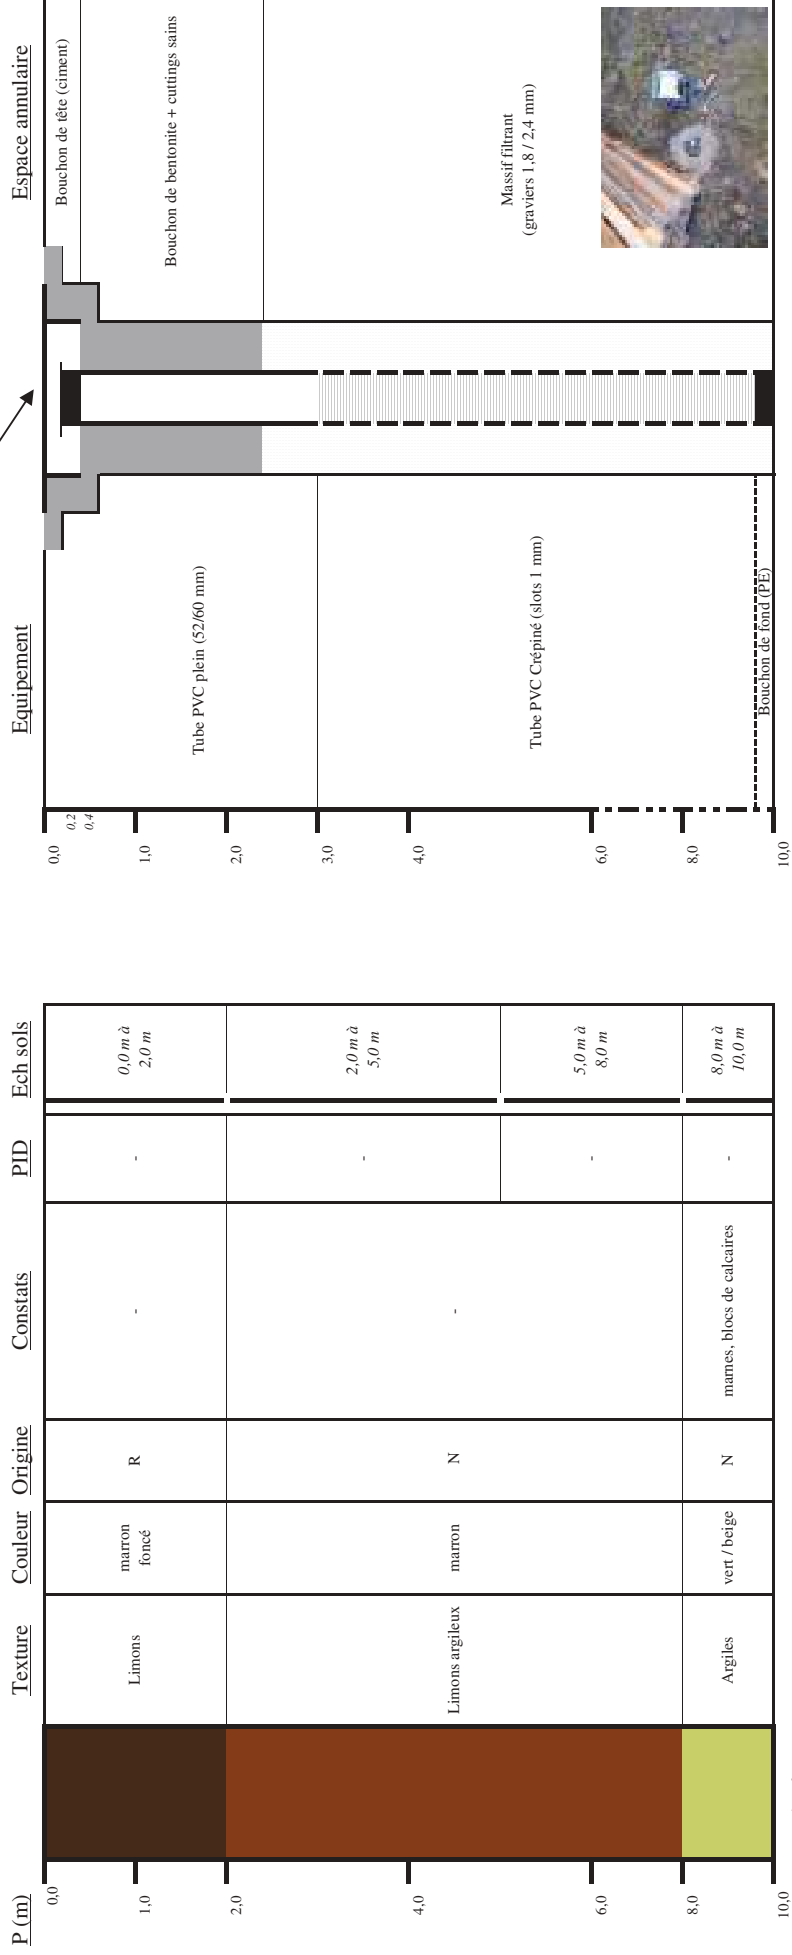 P (m)
Texture
Couleur
Origine
Constats
PID
Ech sols
0,0
1,0
2,0
4,0
6,0
8,0
10,0
Limons
marron
foncé
R
-
-
0,0 m à
2,0 m
Limons argileux
marron
N
-
-
2,0 m à
5,0 m
-
5,0 m à
8,0 m
Argiles
vert / beige
N
marnes, blocs de calcaires
-
8,0 m à
10,0 m
Equipement
Espace annulaire
0,0
0,2
0,4
1,0
2,0
3,0
4,0
6,0
8,0
10,0
Tube PVC plein (52/60 mm)
Tube PVC Crépiné (slots 1 mm)
Bouchon de fond (PE)
Bouchon de tête (ciment)
Bouchon de bentonite + cuttings sains
Massif filtrant
(graviers 1,8 / 2,4 mm)